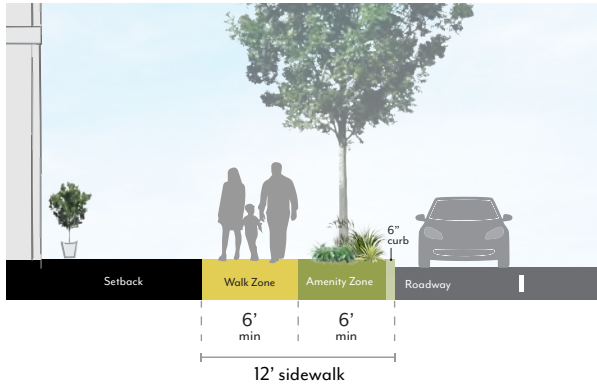 6”
curb
Setback
Walk Zone
Amenity Zone
Roadway
6’
min
6’
min
12’ sidewalk